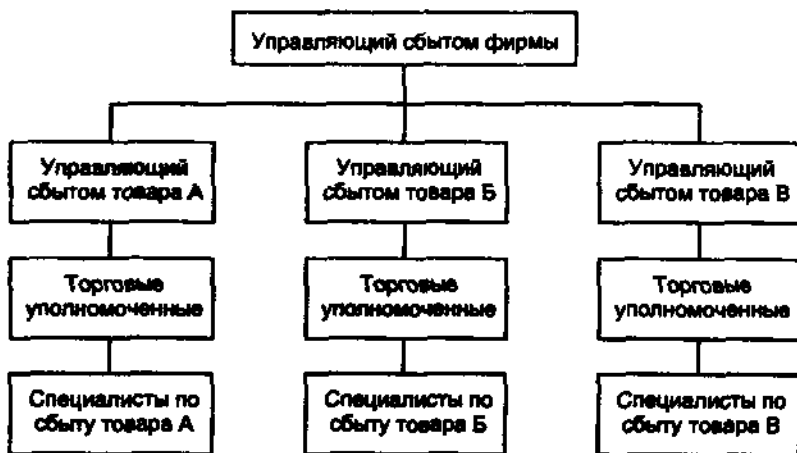 Управляющий сбытом фирмы
Управляющий
сбытом товара А
Управляющий
сбытом товара Б
Управляющий
сбытом товара В
Торговые
уполномоченные
Торговые
уполномоченные
Торговые
уполномоченные
Специалисты по
сбыту товара А
Специалисты по
сбыту товара Б
Специалисты по
сбыту товара В